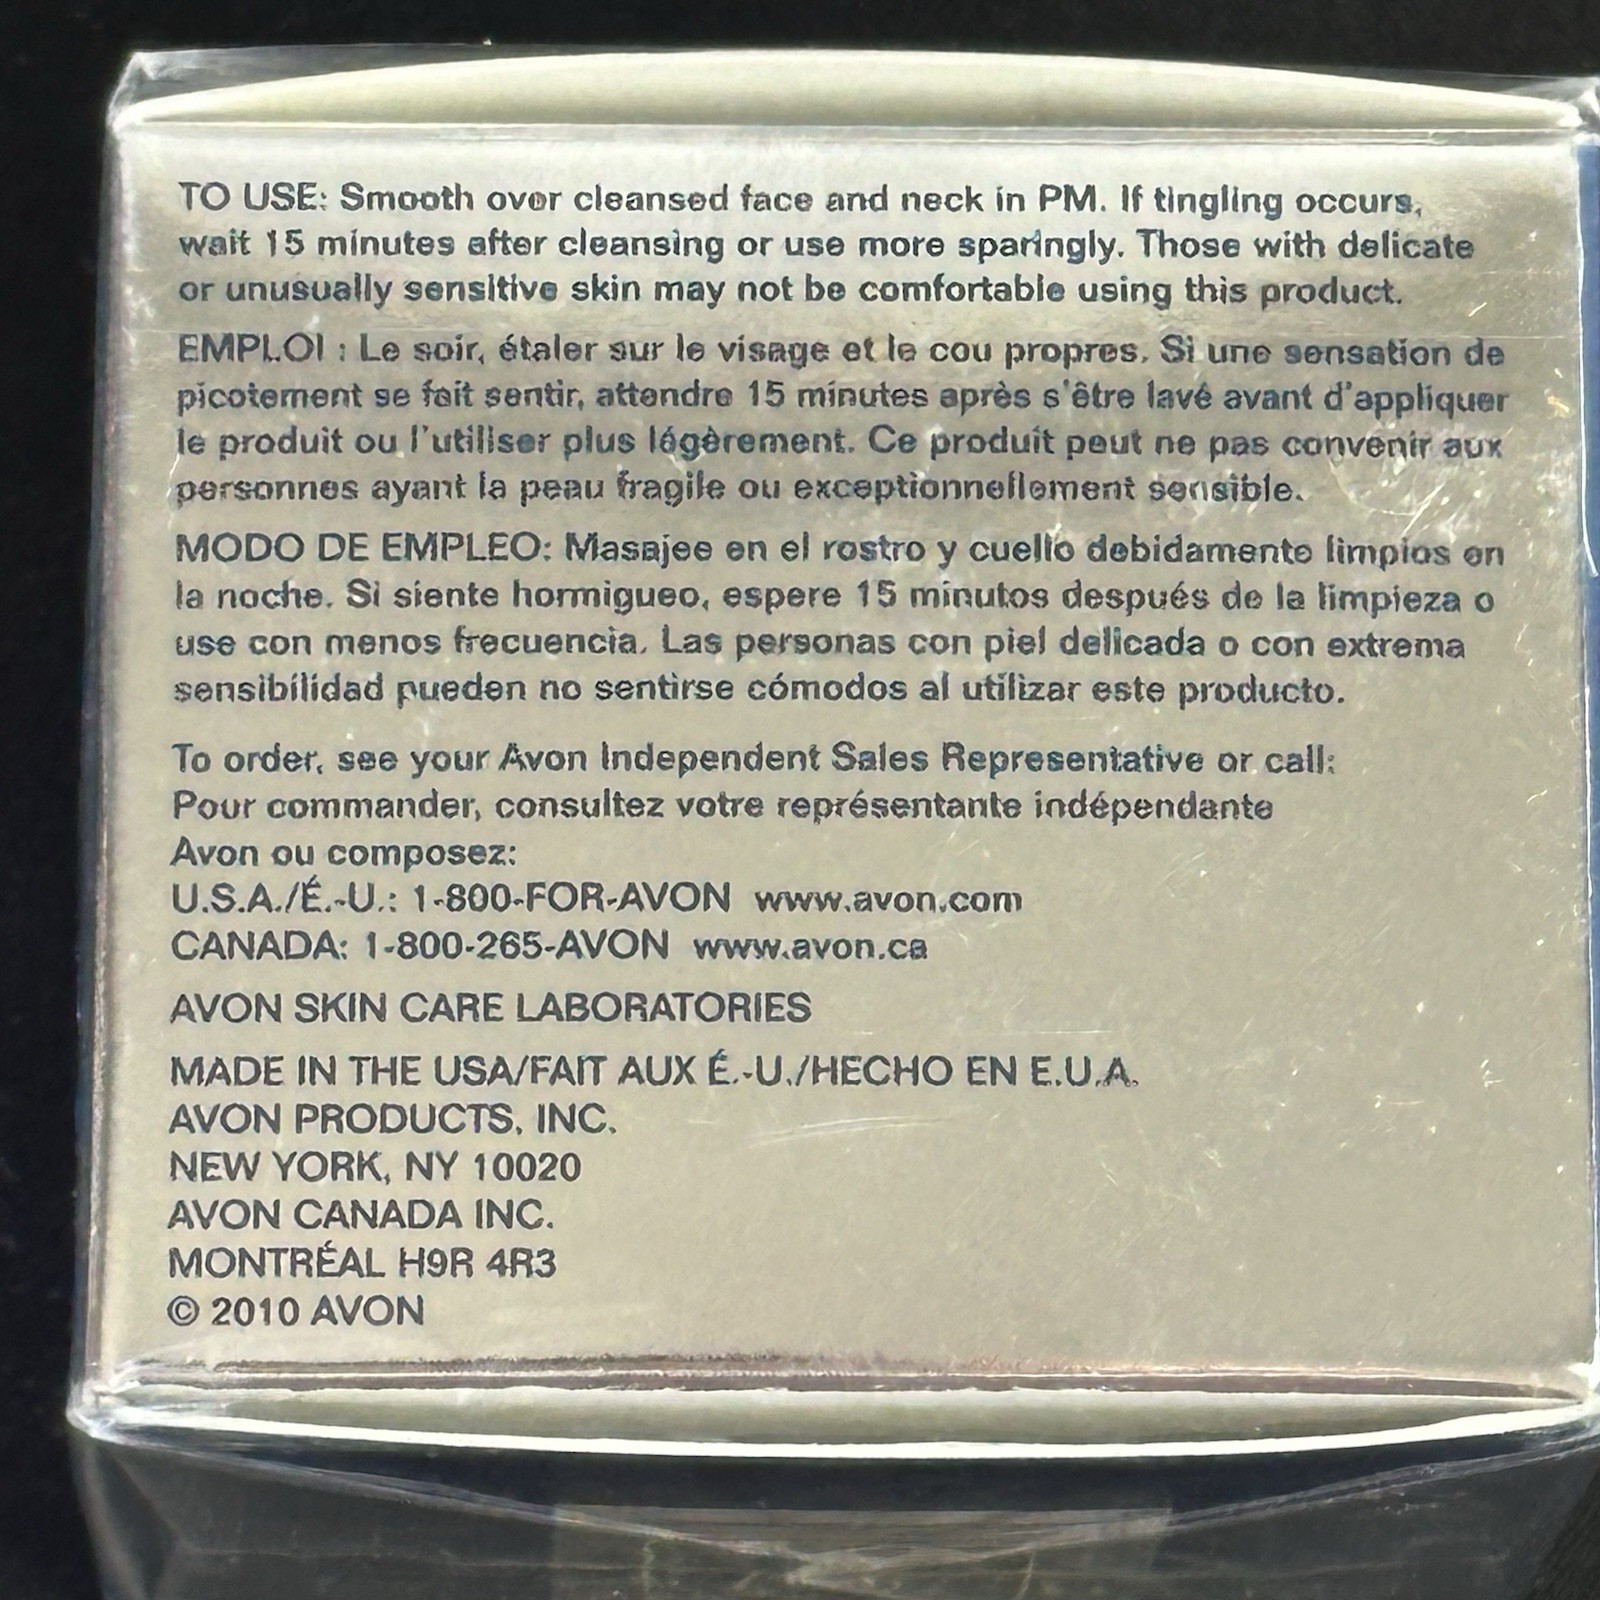 TO USE: Smooth over cleansed face and neck in PM. If tingling occurs,
wait 15 minutes after cleansing or use more sparingly. Those with delicate
or unusually sensitive skin may not be comfortable using this product.
EMPLOI : Le soir, étaler sur le visage et le cou propres. Si une sensation de
picotement se fait sentir, attendre 15 minutes après s'être lavé avant d'appliquer
le produit ou l'utiliser plus légèrement. Ce produit peut ne pas convenir aux
personnes ayant la peau fragile ou exceptionnellement sensible.
MODO DE EMPLEO: Masajee en el rostro y cuello debidamente limpios en
la noche. Si siente hormigueo, espere 15 minutos después de la limpieza o
use con menos frecuencia. Las personas con piel delicada o con extrema
sensibilidad pueden no sentirse cómodos al utilizar este producto.
To order, see your Avon Independent Sales Representative or call:
Pour commander, consultez votre représentante indépendante
Avon ou composez:
U.S.A./É.-U.: 1-800-FOR-AVON www.avon.com
CANADA: 1-800-265-AVON www.avon.ca
AVON SKIN CARE LABORATORIES
MADE IN THE USA/FAIT AUX É.-U./HECHO EN E.U.A.
AVON PRODUCTS, INC.
NEW YORK, NY 10020
AVON CANADA INC.
MONTRÉAL H9R 4R3
© 2010 AVON